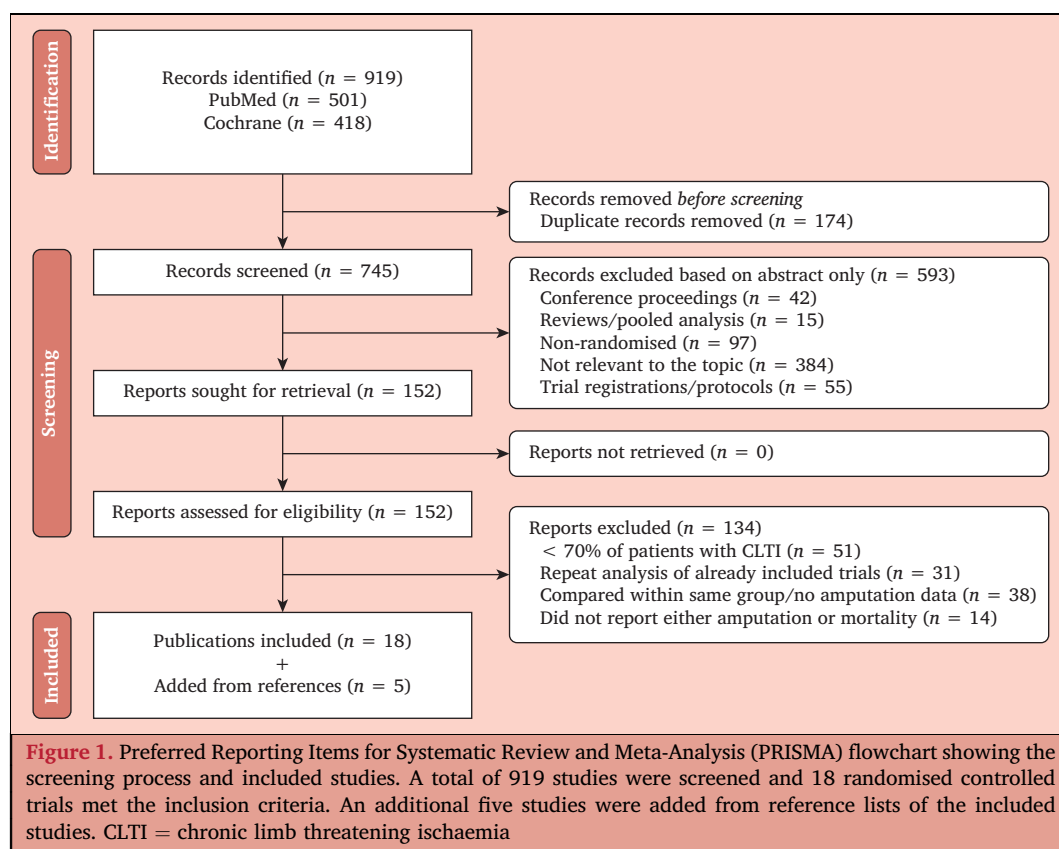 Identification
Records identified (n = 919)
PubMed (n = 501)
Cochrane (n = 418)
Records removed before screening
Duplicate records removed (n = 174)
Screening
Records screened (n = 745)
Records excluded based on abstract only (n = 593)
Conference proceedings (n = 42)
Reviews/pooled analysis (n = 15)
Non-randomised (n = 97)
Not relevant to the topic (n = 384)
Trial registrations/protocols (n = 55)
Reports sought for retrieval (n = 152)
Reports not retrieved (n = 0)
Reports assessed for eligibility (n = 152)
Reports excluded (n = 134)
< 70% of patients with CLTI (n = 51)
Repeat analysis of already included trials (n = 31)
Compared within same group/no amputation data (n = 38)
Did not report either amputation or mortality (n = 14)
Included
Publications included (n = 18)
+
Added from references (n = 5)
Figure 1. Preferred Reporting Items for Systematic Review and Meta-Analysis (PRISMA) flowchart showing the
screening process and included studies. A total of 919 studies were screened and 18 randomised controlled
trials met the inclusion criteria. An additional five studies were added from reference lists of the included
studies. CLTI = chronic limb threatening ischaemia